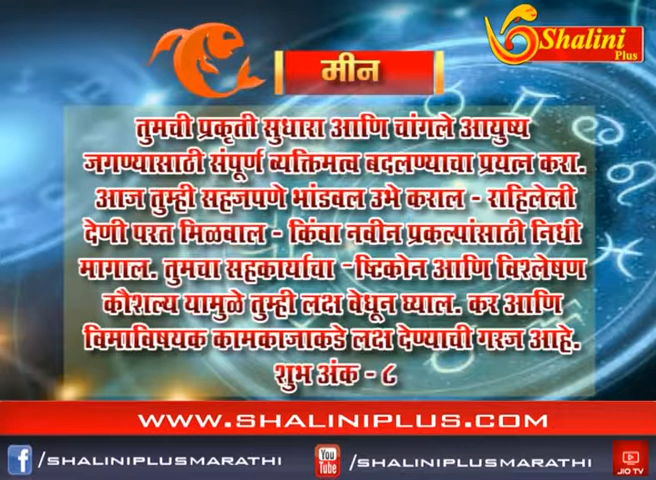 Shalini
Plus
मीन
तुमची प्रकृती सुधारा आणि चांगले आयुष्य
जगण्यासाठी संपूर्ण व्यक्तिमत्व बदलण्याचा प्रयत्न करा.
आज तुम्ही सहजपणे भांडवल उभे कराल - राहिलेली
देणी परत मिळवाल - किंवा नवीन प्रकल्पांसाठी निधी
मागाल. तुमचा सहकार्याचा -ष्टिकोन आणि विश्लेषण
कौशल्य यामुळे तुम्ही लक्ष वेधून घ्याल. कर आणि
विमाविषयक कामकाजाकडे लक्ष देण्याची गरज आहे.
शुभ अंक - ८
WWW.SHALINIPLUS.COM
/SHALINIPLUSMARATHI
You Tube /SHALINIPLUSMARATHI
JIO TV